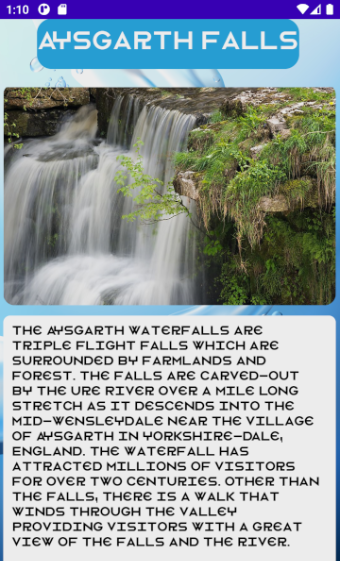 1:10
AYSGARTH FALLS
THE AYSGARTH WATERFALLS ARE
TRIPLE FLIGHT FALLS WHICH ARE
SURROUNDED BY FARMLANDS AND
FOREST. THE FALLS ARE CARVED-OUT
BY THE URE RIVER OVER A MILE LONG
STRETCH AS IT DESCENDS INTO THE
MID-WENSLEYDALE NEAR THE VILLAGE
OF AYSGARTH IN YORKSHIRE-DALE,
ENGLAND. THE WATERFALL HAS
ATTRACTED MILLIONS OF VISITORS
FOR OVER TWO CENTURIES. OTHER THAN
THE FALLS, THERE IS A WALK THAT
WINDS THROUGH THE VALLEY
PROVIDING VISITORS WITH A GREAT
VIEW OF THE FALLS AND THE RIVER.